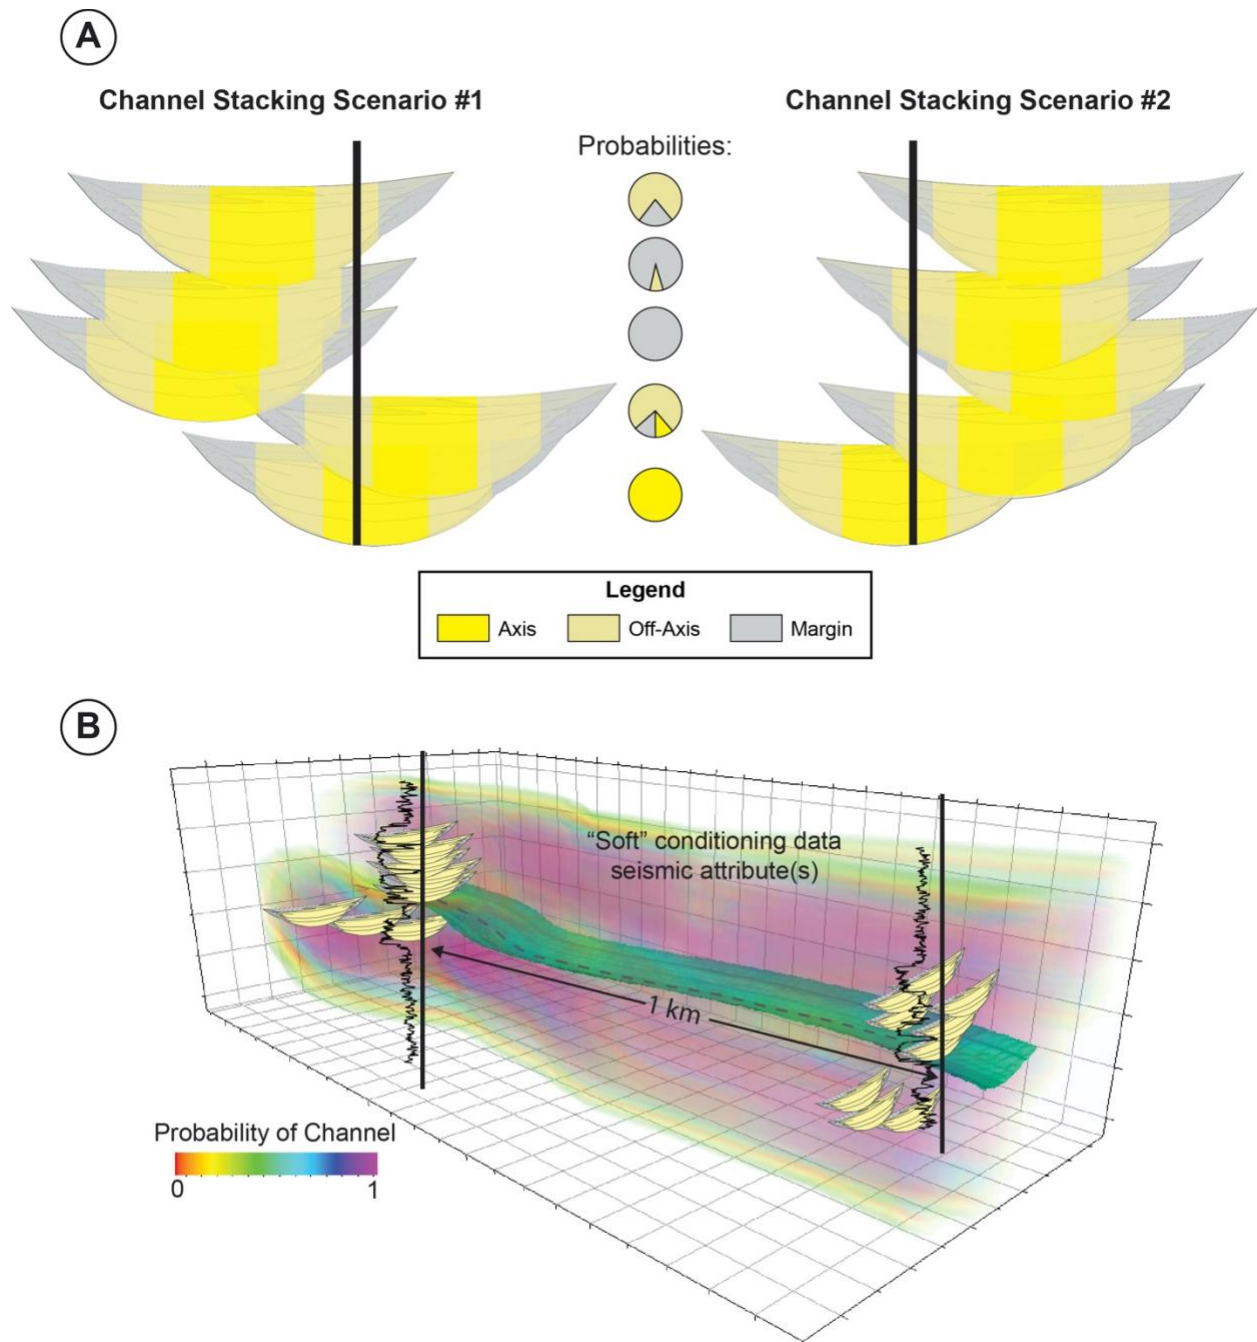 A
Channel Stacking Scenario #1
Channel Stacking Scenario #2
Probabilities:
Legend
Axis
Off-Axis
Margin
B
“Soft” conditioning data
seismic attribute(s)
1 km
Probability of Channel
0
1